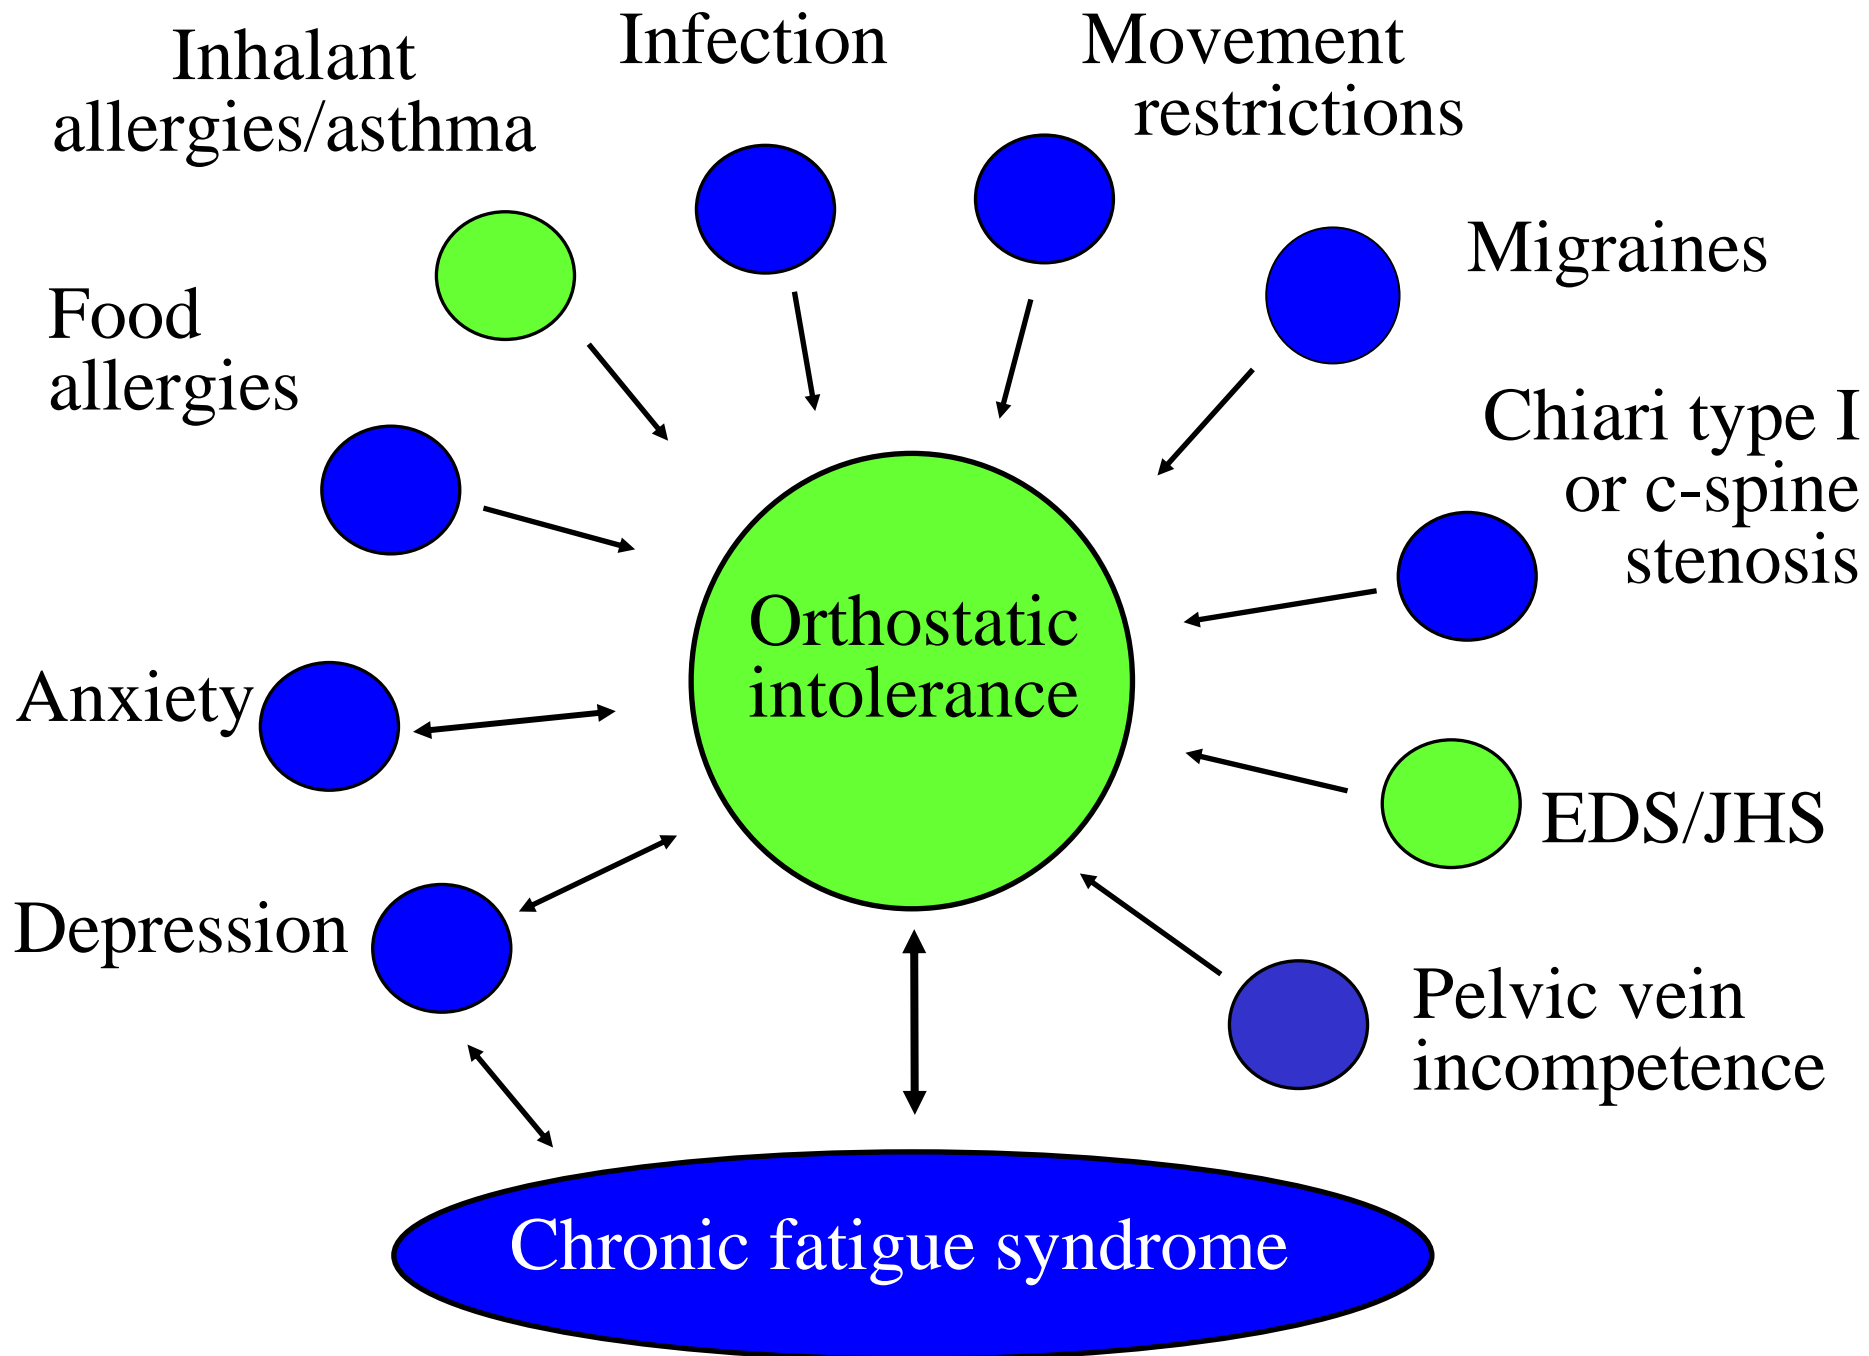 Inhalant
allergies/asthma
Infection
Movement
restrictions
Migraines
Food
allergies
Chiari type I
or c-spine
stenosis
Orthostatic
intolerance
Anxiety
EDS/JHS
Depression
Pelvic vein
incompetence
Chronic fatigue syndrome